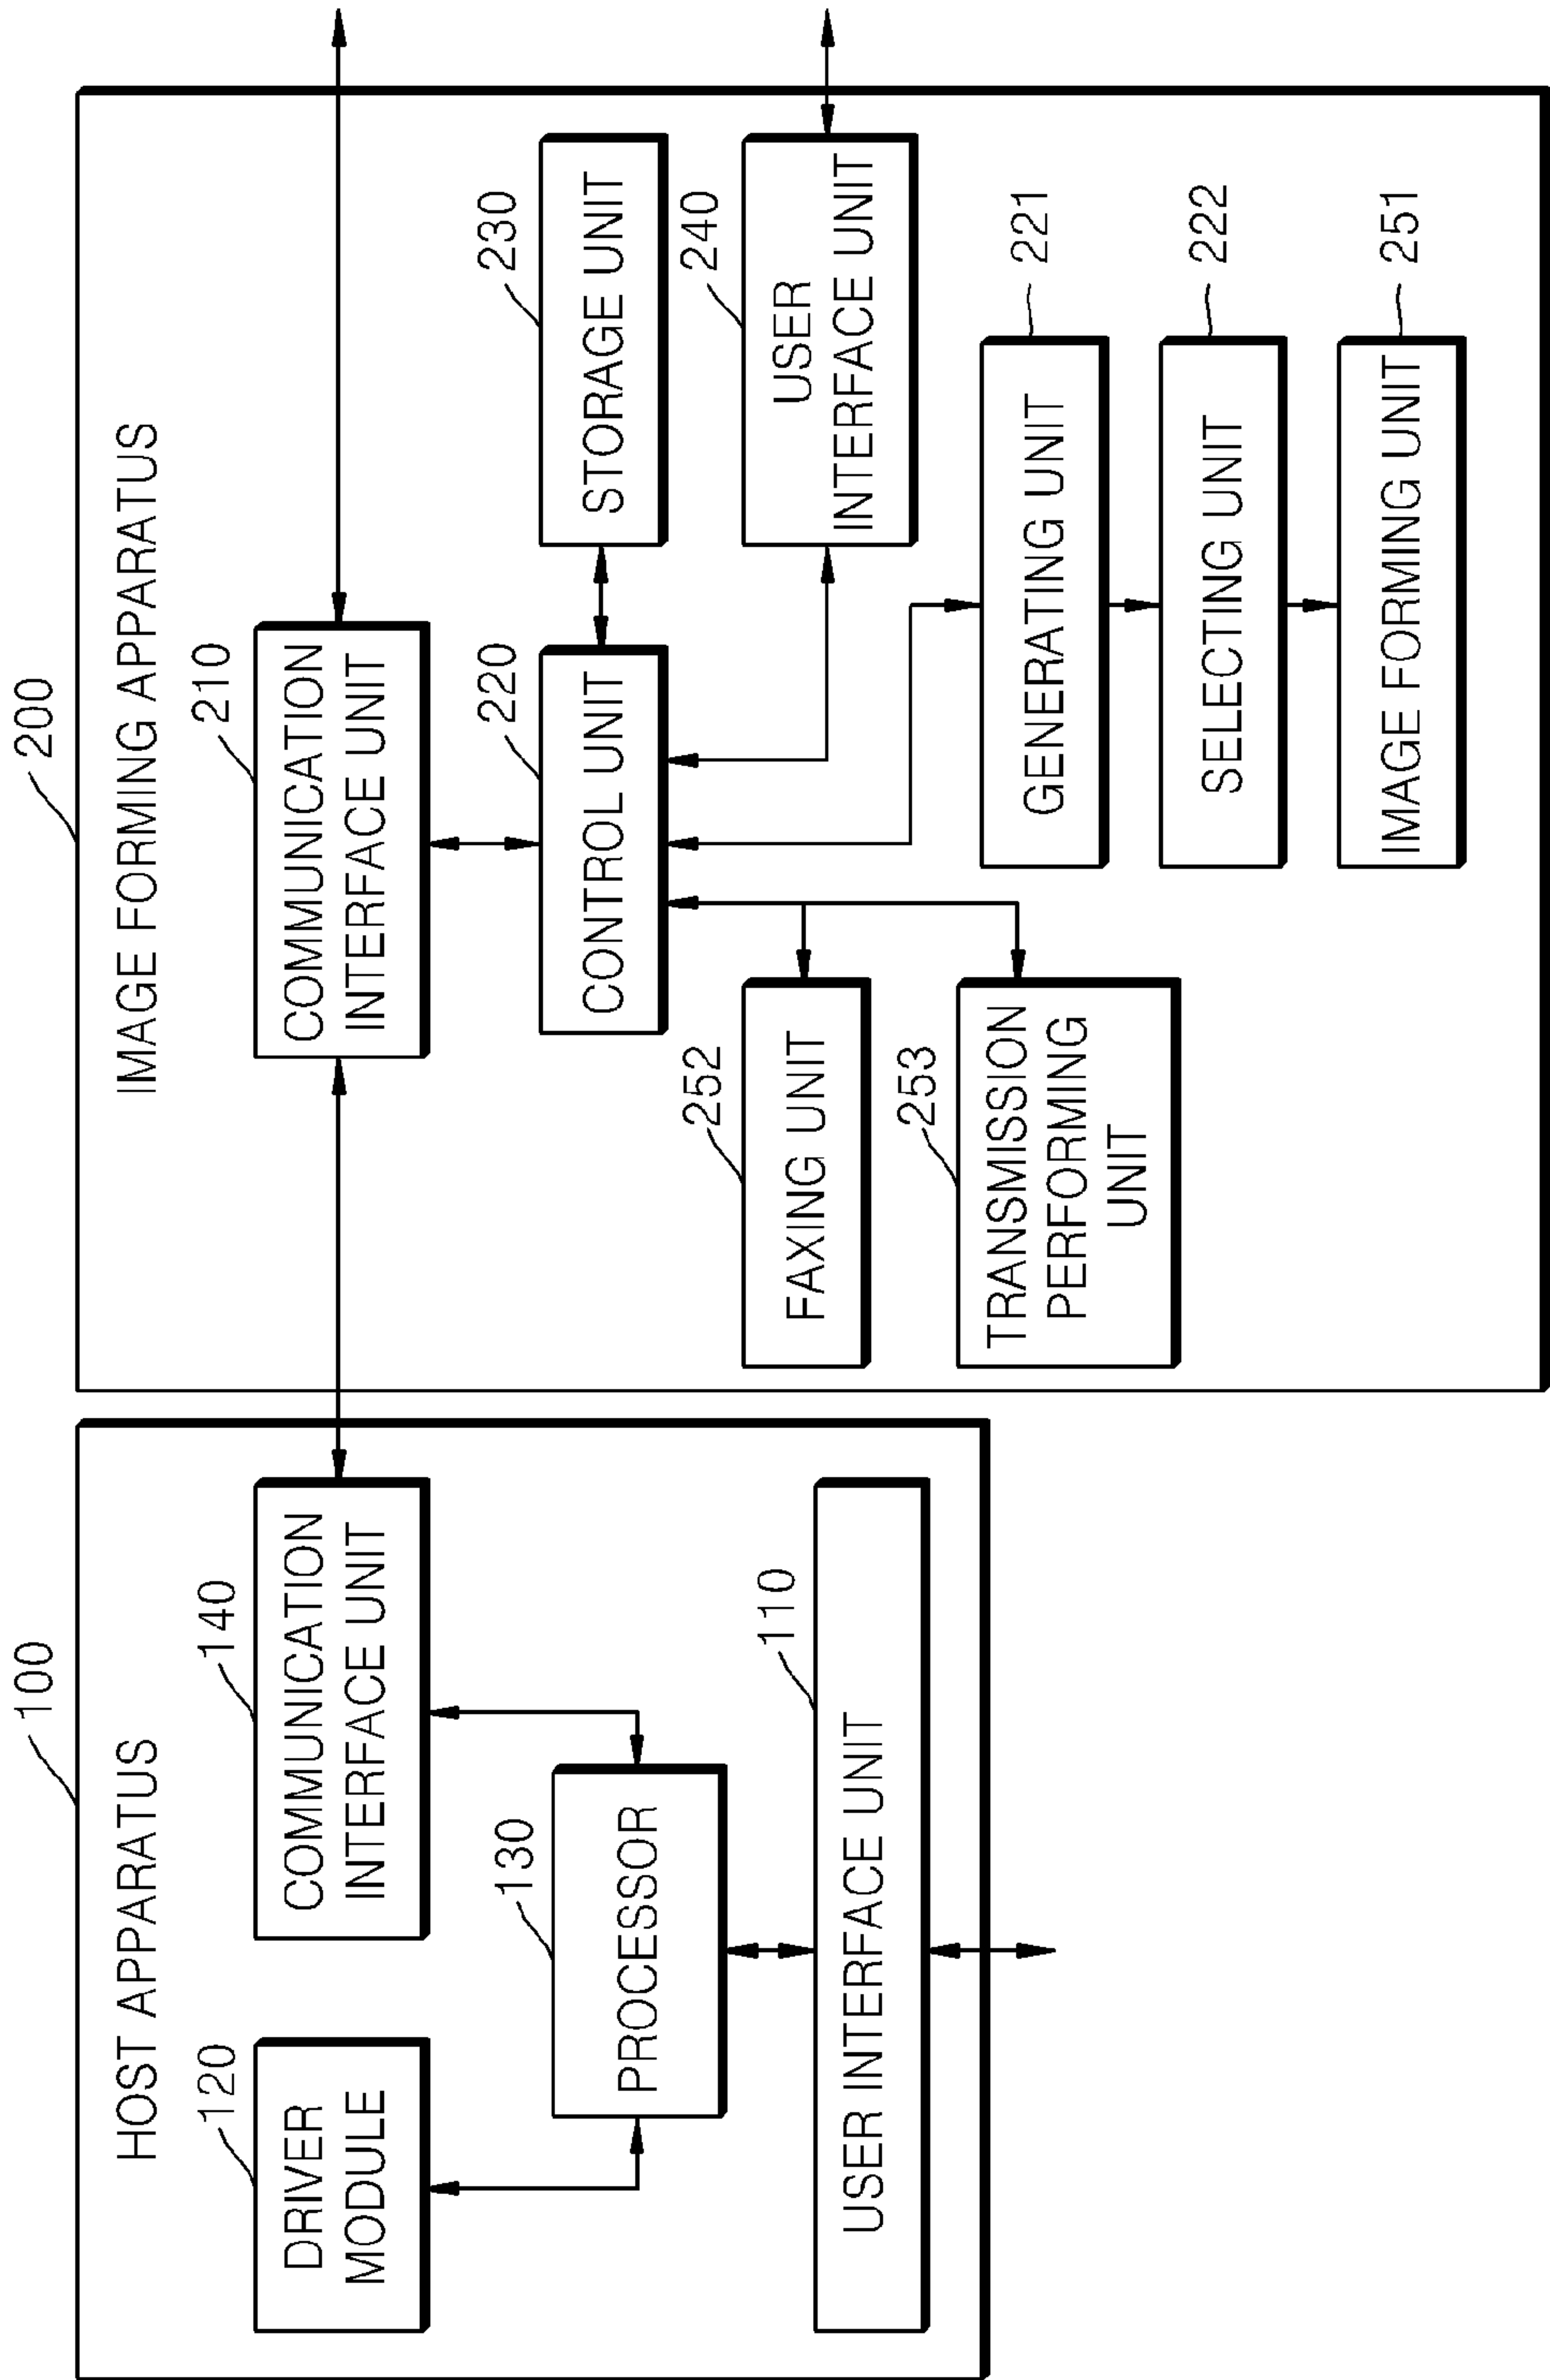 100
HOST APPARATUS
120
DRIVER
MODULE
140
COMMUNICATION
INTERFACE UNIT
130
PROCESSOR
110
USER INTERFACE UNIT
200
IMAGE FORMING APPARATUS
210
COMMUNICATION
INTERFACE UNIT
220
CONTROL UNIT
230
STORAGE UNIT
252
FAXING UNIT
240
USER
INTERFACE UNIT
253
TRANSMISSION
PERFORMING
UNIT
GENERATING UNIT
221
SELECTING UNIT
222
IMAGE FORMING UNIT
251